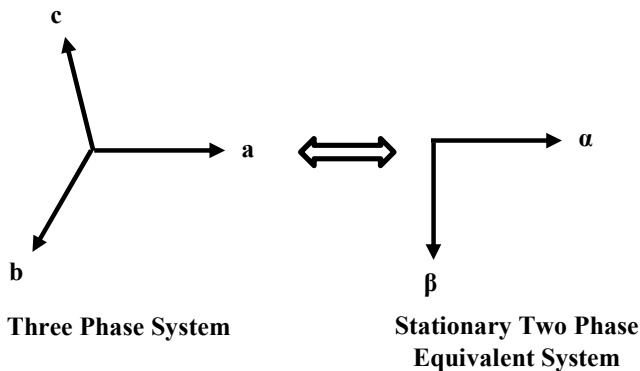 c
a
b
α
β
Three Phase System
Stationary Two Phase
Equivalent System